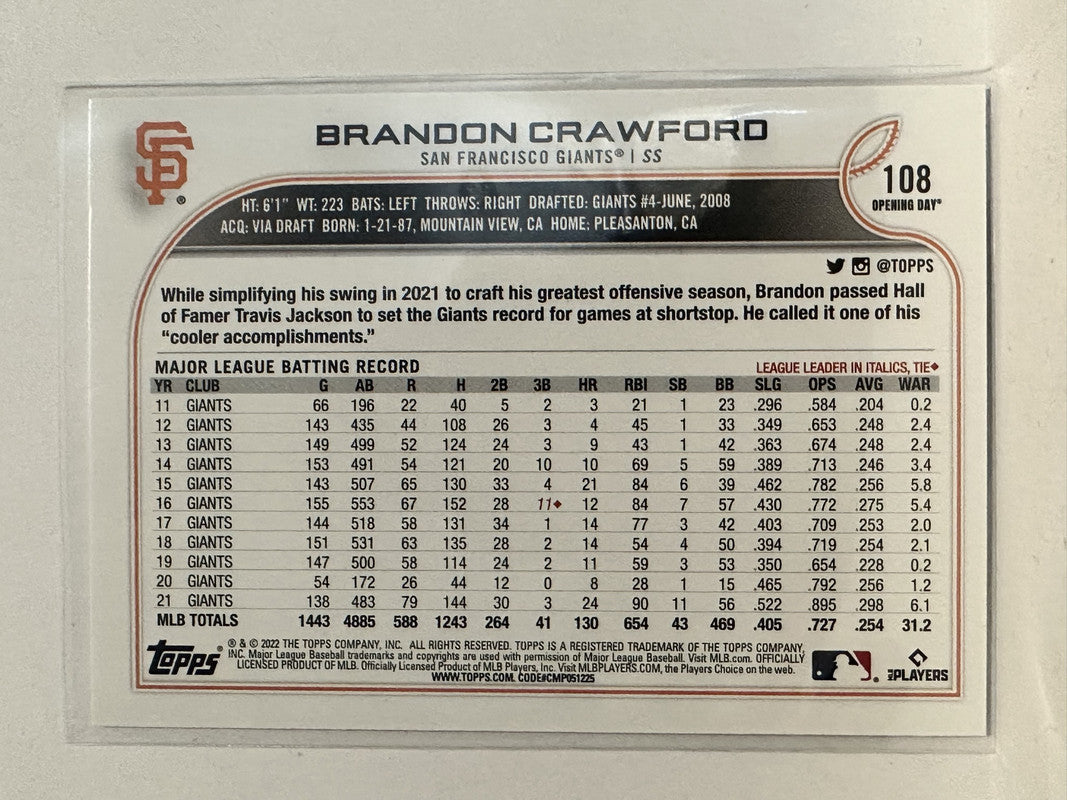 SF®
BRANDON CRAWFORD
SAN FRANCISCO GIANTS® | SS
108
OPENING DAY®
HT: 6'1" WT: 223 BATS: LEFT THROWS: RIGHT DRAFTED: GIANTS #4-JUNE, 2008
ACQ: VIA DRAFT BORN: 1-21-87, MOUNTAIN VIEW, CA HOME: PLEASANTON, CA
@TOPPS
While simplifying his swing in 2021 to craft his greatest offensive season, Brandon passed Hall
of Famer Travis Jackson to set the Giants record for games at shortstop. He called it one of his
“cooler accomplishments.”
MAJOR LEAGUE BATTING RECORD LEAGUE LEADER IN ITALICS, TIE◆
YR CLUB G AB R H 2B 3B HR RBI SB BB SLG OPS AVG WAR
11 GIANTS 66 196 22 40 5 2 3 21 1 23 .296 .584 .204 0.2
12 GIANTS 143 435 44 108 26 3 4 45 1 33 .349 .653 .248 2.4
13 GIANTS 149 499 52 124 24 3 9 43 1 42 .363 .674 .248 2.4
14 GIANTS 153 491 54 121 20 10 10 69 5 59 .389 .713 .246 3.4
15 GIANTS 143 507 65 130 33 4 21 84 6 39 .462 .782 .256 5.8
16 GIANTS 155 553 67 152 28 11◆ 12 84 7 57 .430 .772 .275 5.4
17 GIANTS 144 518 58 131 34 1 14 77 3 42 .403 .709 .253 2.0
18 GIANTS 151 531 63 135 28 2 14 54 4 50 .394 .719 .254 2.1
19 GIANTS 147 500 58 114 24 2 11 59 3 53 .350 .654 .228 0.2
20 GIANTS 54 172 26 44 12 0 8 28 1 15 .465 .792 .256 1.2
21 GIANTS 138 483 79 144 30 3 24 90 11 56 .522 .895 .298 6.1
MLB TOTALS 1443 4885 588 1243 264 41 130 654 43 469 .405 .727 .254 31.2
Topps®
® & © 2022 THE TOPPS COMPANY, INC. ALL RIGHTS RESERVED. TOPPS IS A REGISTERED TRADEMARK OF THE TOPPS COMPANY,
INC. Major League Baseball trademarks and copyrights are used with permission of Major League Baseball. Visit MLB.com. OFFICIALLY
LICENSED PRODUCT OF MLB. Officially Licensed Product of MLB Players, Inc. Visit MLBPLAYERS.COM, the Players Choice on the web.
WWW.TOPPS.COM. CODE#CMP051225
MLB PLAYERS